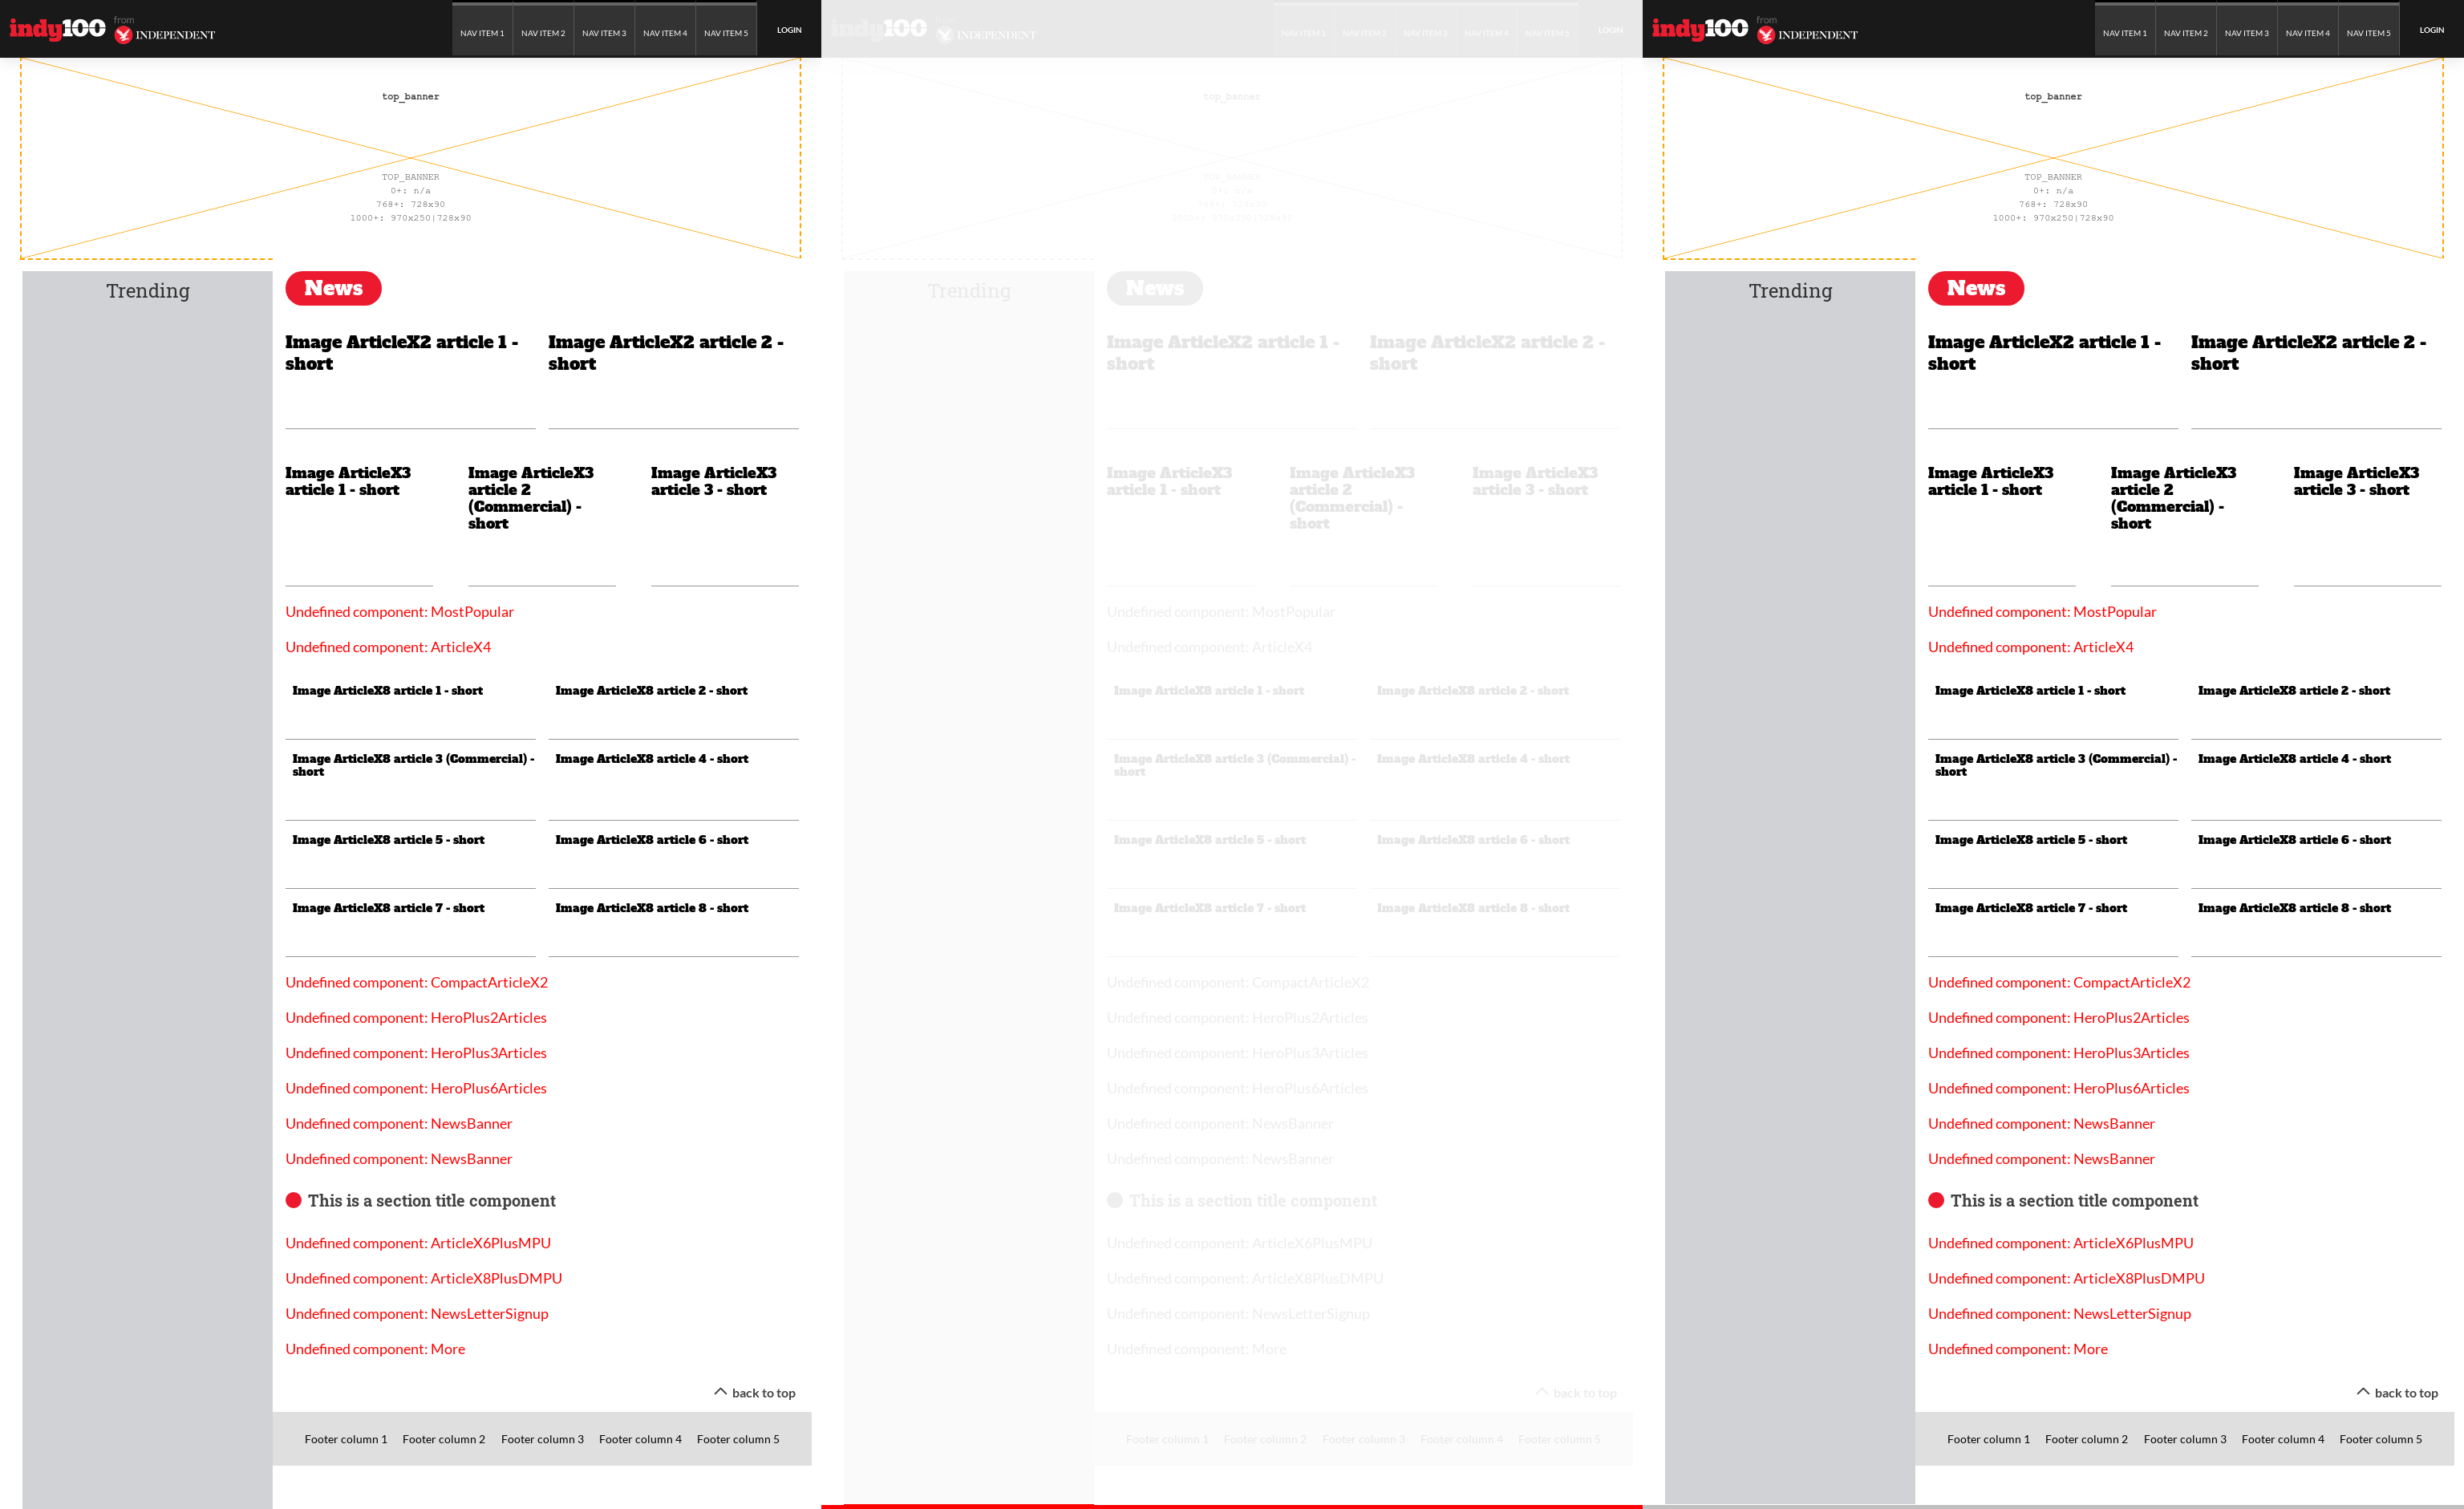 indy100 from
INDEPENDENT
NAV ITEM 1 NAV ITEM 2 NAV ITEM 3 NAV ITEM 4 NAV ITEM 5 LOGIN
top_banner
TOP_BANNER
0+: n/a
768+: 728x90
1000+: 970x250|728x90
Trending
News
Image ArticleX2 article 1 -
short
Image ArticleX2 article 2 -
short
Image ArticleX3
article 1 - short
Image ArticleX3
article 2
(Commercial) -
short
Image ArticleX3
article 3 - short
Undefined component: MostPopular
Undefined component: ArticleX4
Image ArticleX8 article 1 - short
Image ArticleX8 article 2 - short
Image ArticleX8 article 3 (Commercial) -
short
Image ArticleX8 article 4 - short
Image ArticleX8 article 5 - short
Image ArticleX8 article 6 - short
Image ArticleX8 article 7 - short
Image ArticleX8 article 8 - short
Undefined component: CompactArticleX2
Undefined component: HeroPlus2Articles
Undefined component: HeroPlus3Articles
Undefined component: HeroPlus6Articles
Undefined component: NewsBanner
Undefined component: NewsBanner
This is a section title component
Undefined component: ArticleX6PlusMPU
Undefined component: ArticleX8PlusDMPU
Undefined component: NewsLetterSignup
Undefined component: More
back to top
Footer column 1 Footer column 2 Footer column 3 Footer column 4 Footer column 5
indy100 from
INDEPENDENT
NAV ITEM 1 NAV ITEM 2 NAV ITEM 3 NAV ITEM 4 NAV ITEM 5 LOGIN
top_banner
TOP_BANNER
0+: n/a
768+: 728x90
1000+: 970x250|728x90
Trending
News
Image ArticleX2 article 1 -
short
Image ArticleX2 article 2 -
short
Image ArticleX3
article 1 - short
Image ArticleX3
article 2
(Commercial) -
short
Image ArticleX3
article 3 - short
Undefined component: MostPopular
Undefined component: ArticleX4
Image ArticleX8 article 1 - short
Image ArticleX8 article 2 - short
Image ArticleX8 article 3 (Commercial) -
short
Image ArticleX8 article 4 - short
Image ArticleX8 article 5 - short
Image ArticleX8 article 6 - short
Image ArticleX8 article 7 - short
Image ArticleX8 article 8 - short
Undefined component: CompactArticleX2
Undefined component: HeroPlus2Articles
Undefined component: HeroPlus3Articles
Undefined component: HeroPlus6Articles
Undefined component: NewsBanner
Undefined component: NewsBanner
This is a section title component
Undefined component: ArticleX6PlusMPU
Undefined component: ArticleX8PlusDMPU
Undefined component: NewsLetterSignup
Undefined component: More
back to top
Footer column 1 Footer column 2 Footer column 3 Footer column 4 Footer column 5
indy100 from
INDEPENDENT
NAV ITEM 1 NAV ITEM 2 NAV ITEM 3 NAV ITEM 4 NAV ITEM 5 LOGIN
top_banner
TOP_BANNER
0+: n/a
768+: 728x90
1000+: 970x250|728x90
Trending
News
Image ArticleX2 article 1 -
short
Image ArticleX2 article 2 -
short
Image ArticleX3
article 1 - short
Image ArticleX3
article 2
(Commercial) -
short
Image ArticleX3
article 3 - short
Undefined component: MostPopular
Undefined component: ArticleX4
Image ArticleX8 article 1 - short
Image ArticleX8 article 2 - short
Image ArticleX8 article 3 (Commercial) -
short
Image ArticleX8 article 4 - short
Image ArticleX8 article 5 - short
Image ArticleX8 article 6 - short
Image ArticleX8 article 7 - short
Image ArticleX8 article 8 - short
Undefined component: CompactArticleX2
Undefined component: HeroPlus2Articles
Undefined component: HeroPlus3Articles
Undefined component: HeroPlus6Articles
Undefined component: NewsBanner
Undefined component: NewsBanner
This is a section title component
Undefined component: ArticleX6PlusMPU
Undefined component: ArticleX8PlusDMPU
Undefined component: NewsLetterSignup
Undefined component: More
back to top
Footer column 1 Footer column 2 Footer column 3 Footer column 4 Footer column 5